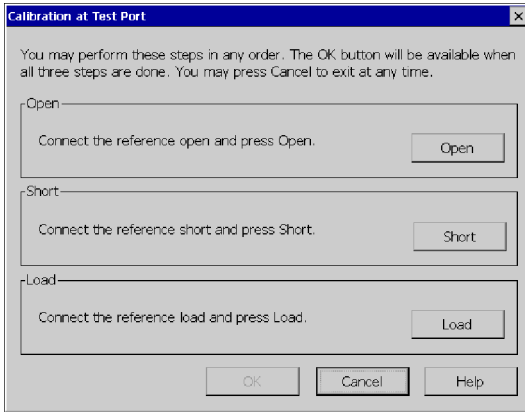 Calibration at Test Port
You may perform these steps in any order. The OK button will be available when
all three steps are done. You may press Cancel to exit at any time.
Open
Connect the reference open and press Open.
Open
Short
Connect the reference short and press Short.
Short
Load
Connect the reference load and press Load.
Load
OK Cancel Help